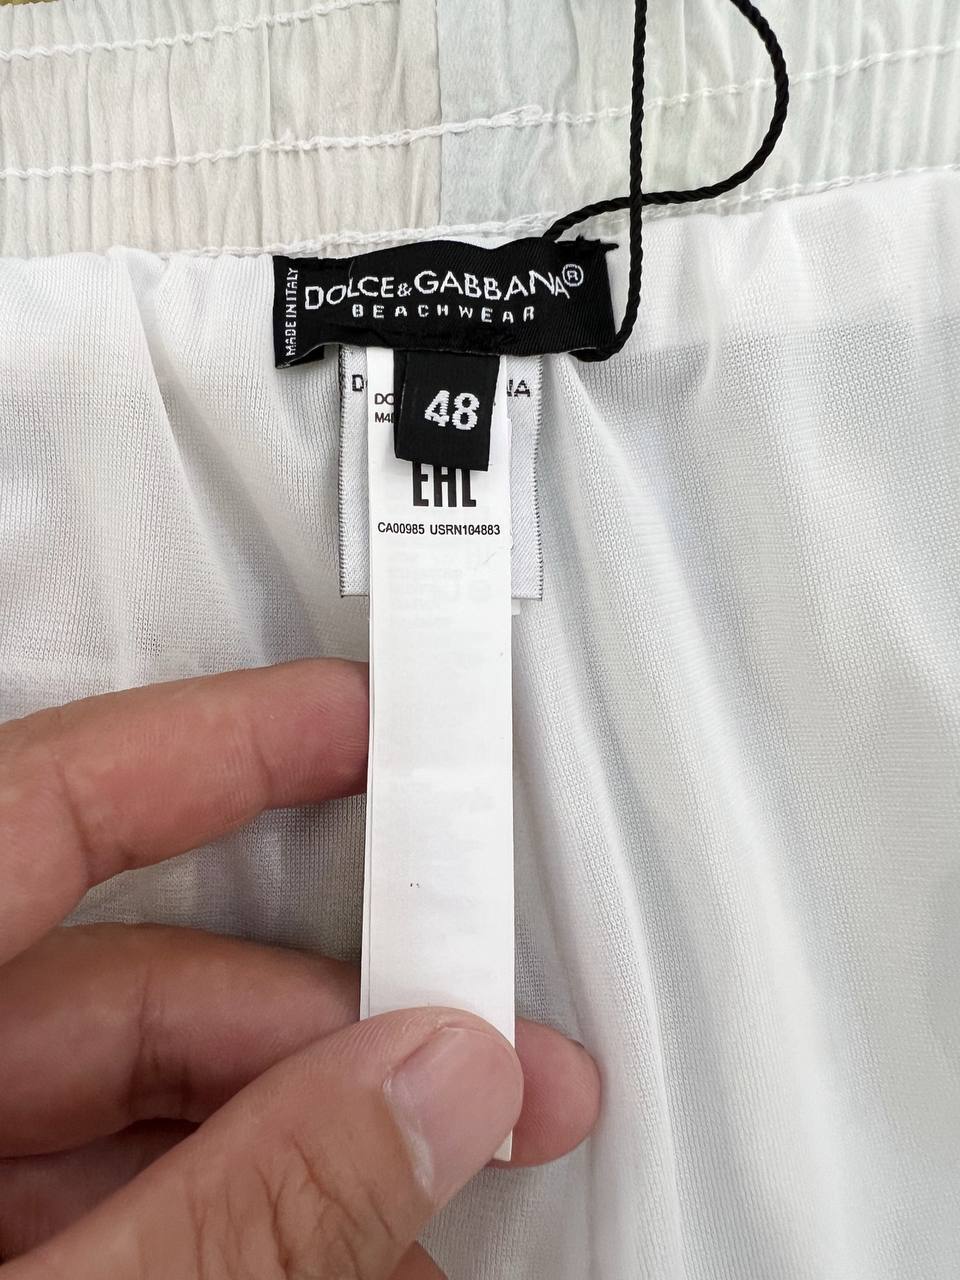 MADE IN ITALY
DOLCE&GABBANA®
BEACHWEAR
48
EAC
CA00985 USRN104883